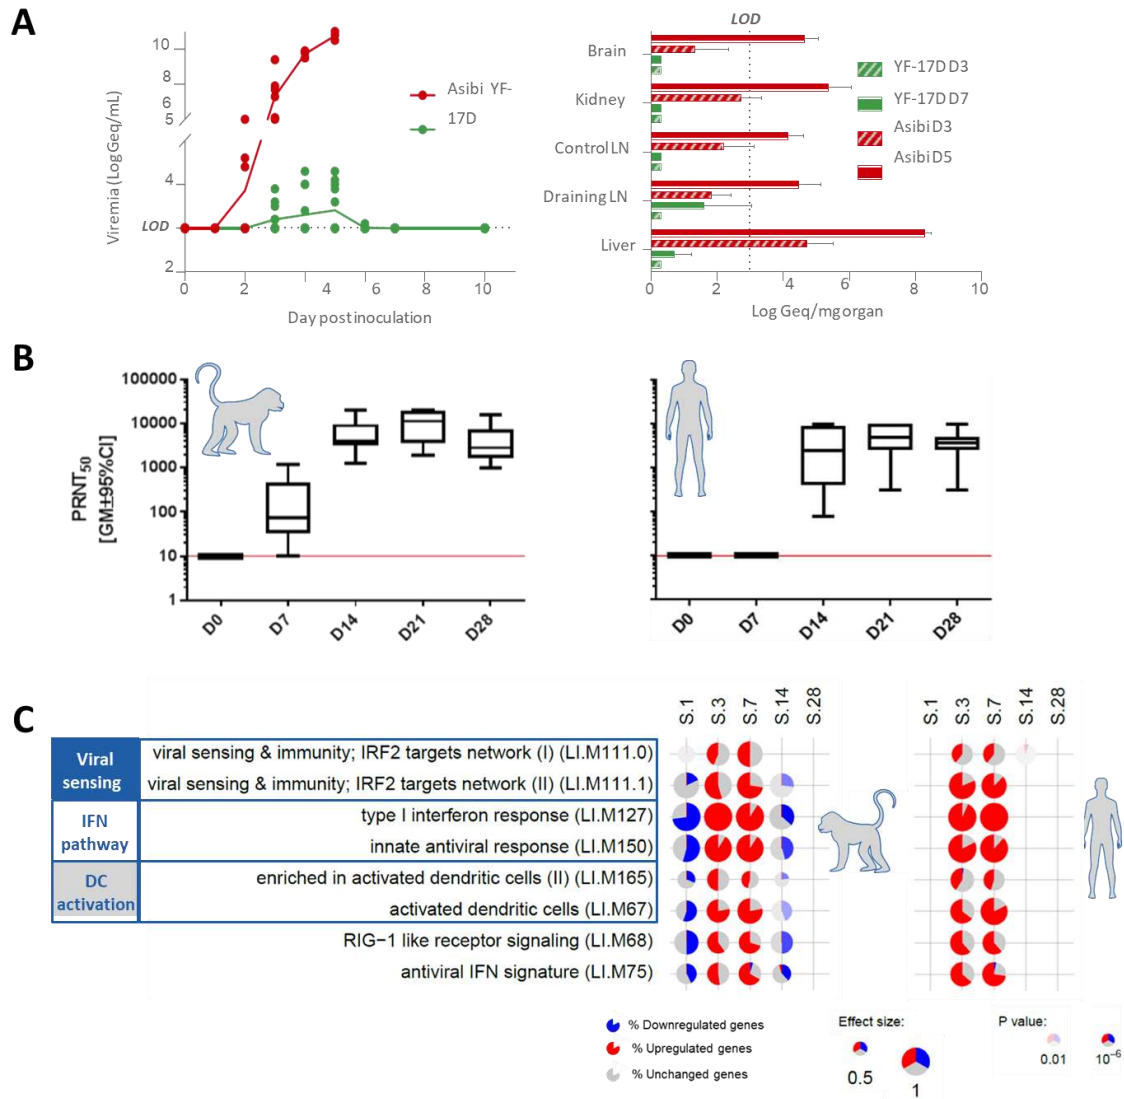 A
10
8
6
5
4
LOD
2
Viremia (Log Geq/mL)
0
2
4
6
8
10
Day post inoculation
Asibi YF-
17D
LOD
Brain
Kidney
Control LN
Draining LN
Liver
0
2
4
6
8
10
Log Geq/mg organ
YF-17D D3
YF-17D D7
Asibi D3
Asibi D5
B
100000
10000
1000
100
10
1
PRNT50
[GM±95%CI]
D0
D7
D14
D21
D28
D0
D7
D14
D21
D28
C
S.1
S.3
S.7
S.14
S.28
S.1
S.3
S.7
S.14
S.28
Viral
sensing
viral sensing & immunity; IRF2 targets network (I) (LI.M111.0)
viral sensing & immunity; IRF2 targets network (II) (LI.M111.1)
IFN
pathway
type I interferon response (LI.M127)
innate antiviral response (LI.M150)
DC
activation
enriched in activated dendritic cells (II) (LI.M165)
activated dendritic cells (LI.M67)
RIG−1 like receptor signaling (LI.M68)
antiviral IFN signature (LI.M75)
% Downregulated genes
% Upregulated genes
% Unchanged genes
Effect size:
0.5
1
P value:
0.01
10⁻⁶